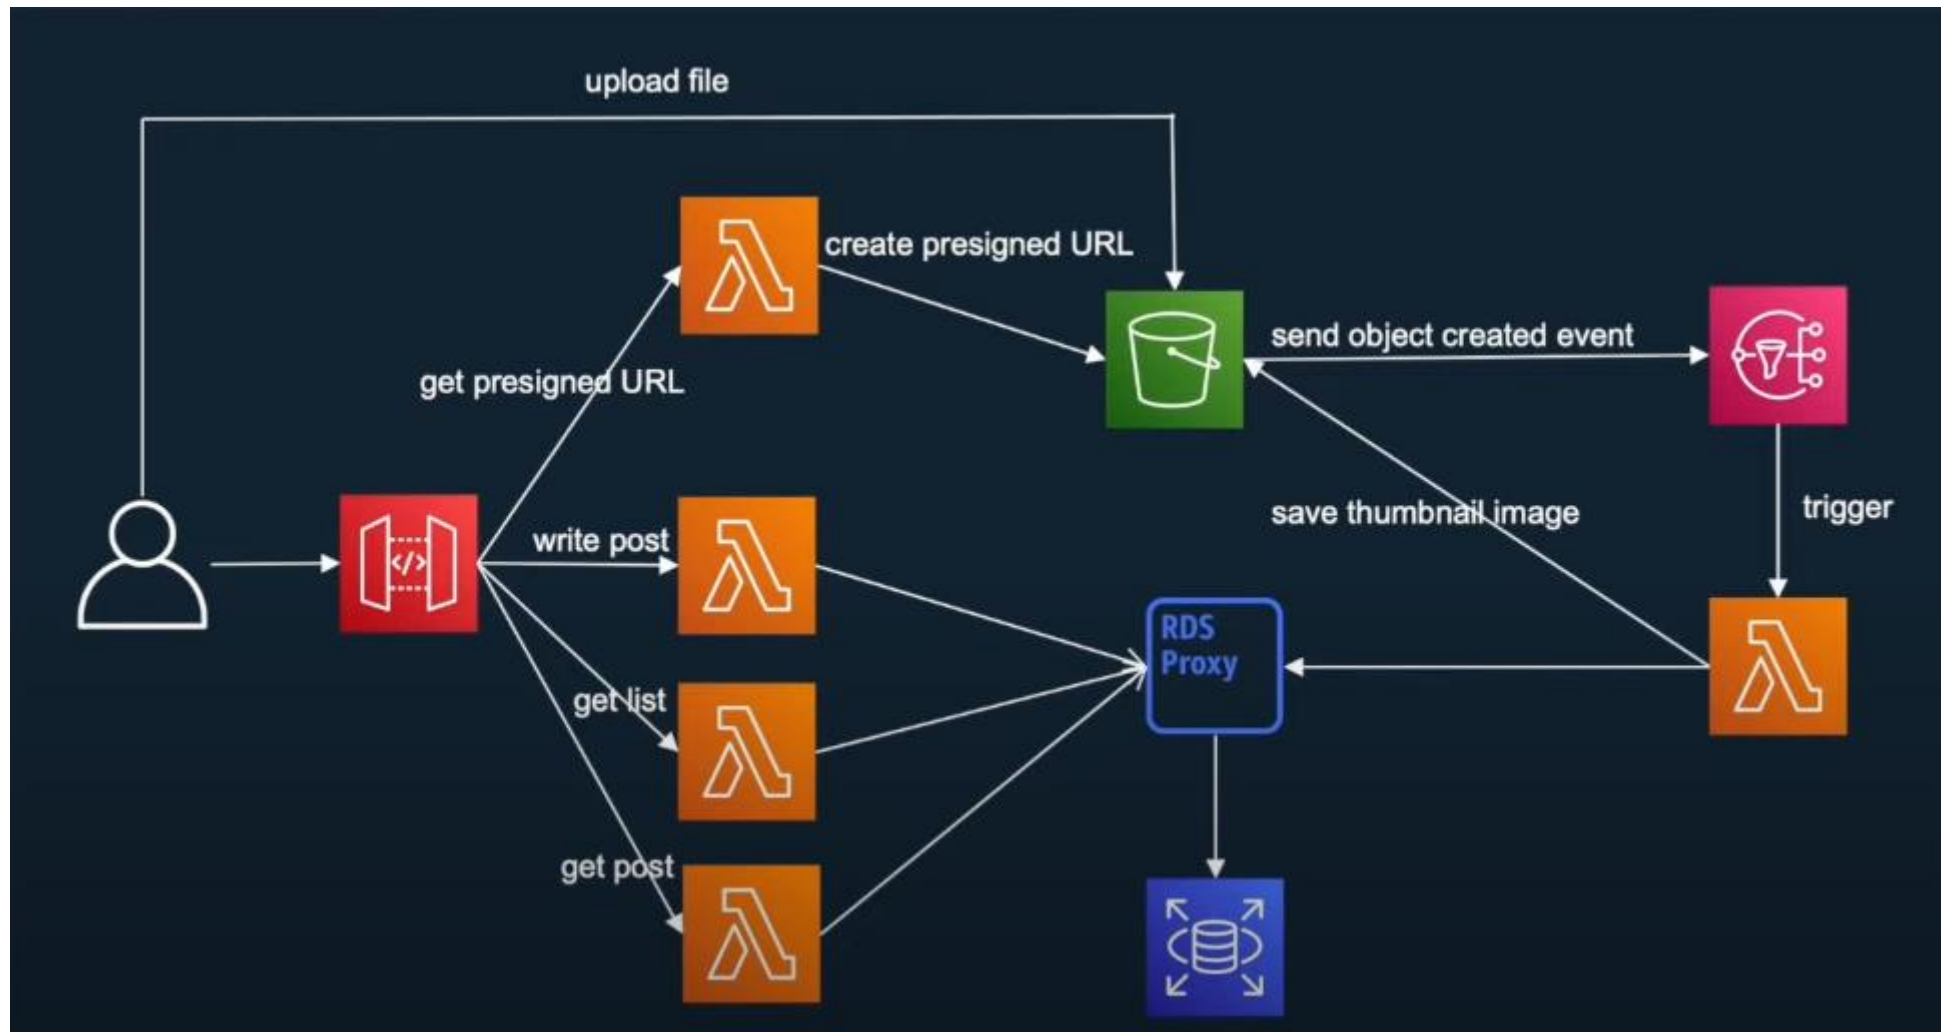 upload file
create presigned URL
send object created event
get presigned URL
save thumbnail image
trigger
write post
</>
RDS
Proxy
get list
get post